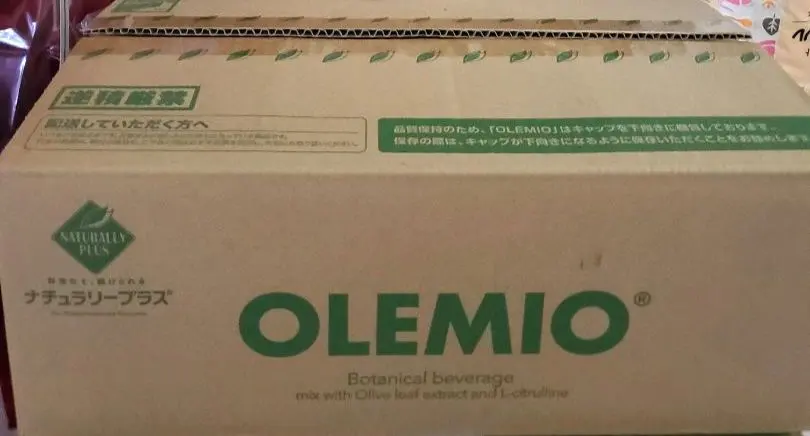 逆積厳禁
配送していただく方へ
品質保持のため、「OLEMIO」はキャップを下向きに梱包しております。
保存の際は、キャップが下向きになるように保存いただくことをお勧めします
NATURALLY
PLUS
ナチュラリープラス
OLEMIO®
Botanical beverage
mix with Olive leaf extract and L-citrulline